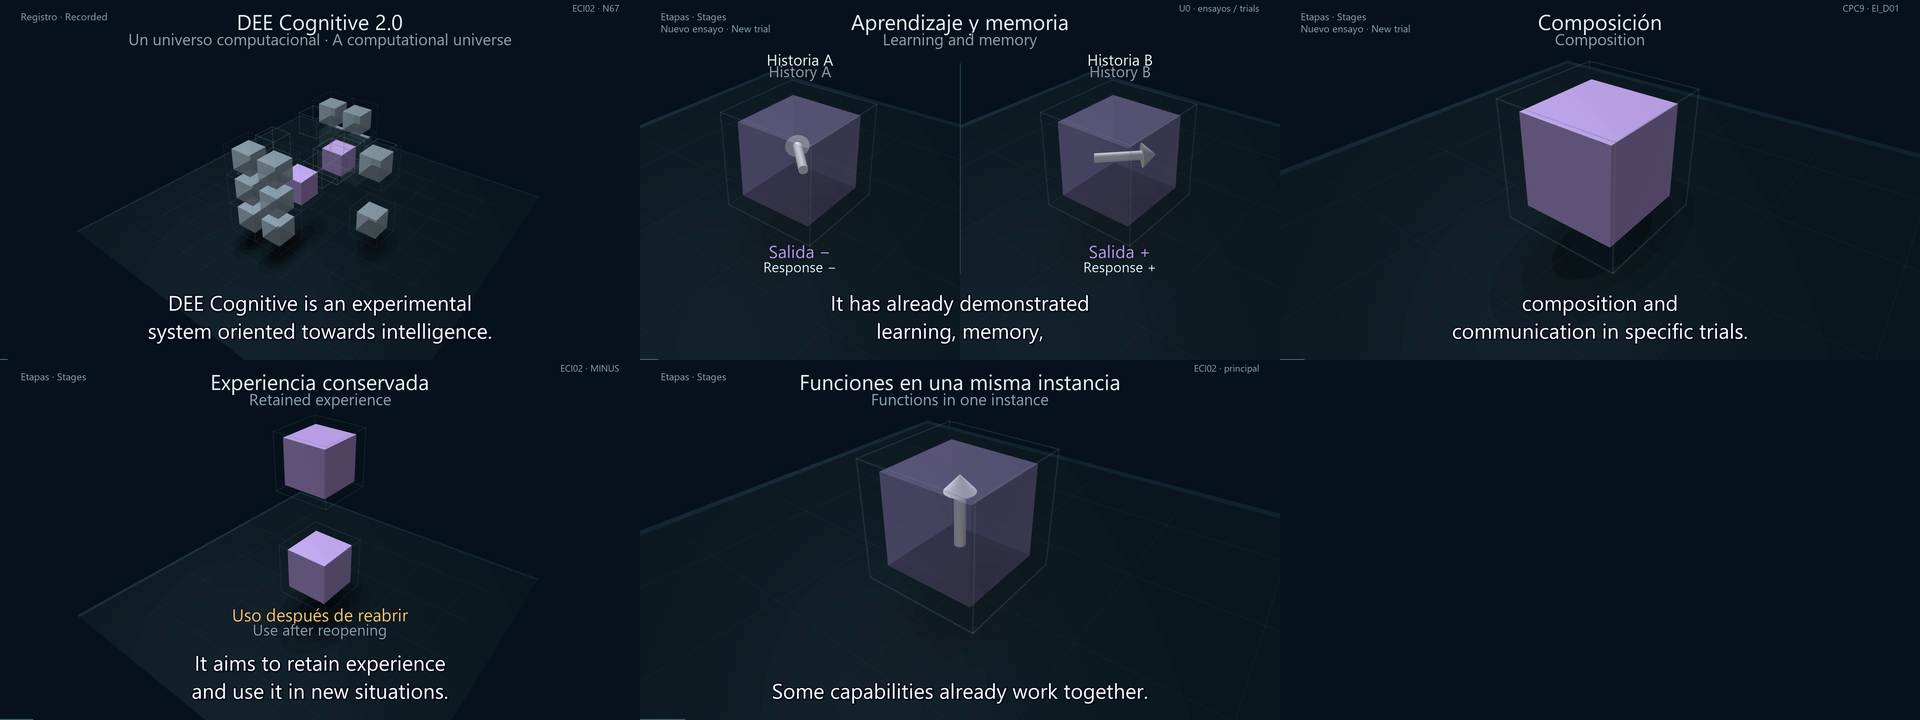 Registro · Recorded
ECI02 · N67
DEE Cognitive 2.0
Un universo computacional · A computational universe
DEE Cognitive is an experimental
system oriented towards intelligence.
Etapas · Stages
Nuevo ensayo · New trial
U0 · ensayos / trials
Aprendizaje y memoria
Learning and memory
Historia A
History A
Historia B
History B
Salida −
Response −
Salida +
Response +
It has already demonstrated
learning, memory,
Etapas · Stages
Nuevo ensayo · New trial
CPC9 · EI_D01
Composición
Composition
composition and
communication in specific trials.
Etapas · Stages
ECI02 · MINUS
Experiencia conservada
Retained experience
Uso después de reabrir
Use after reopening
It aims to retain experience
and use it in new situations.
Etapas · Stages
ECI02 · principal
Funciones en una misma instancia
Functions in one instance
Some capabilities already work together.